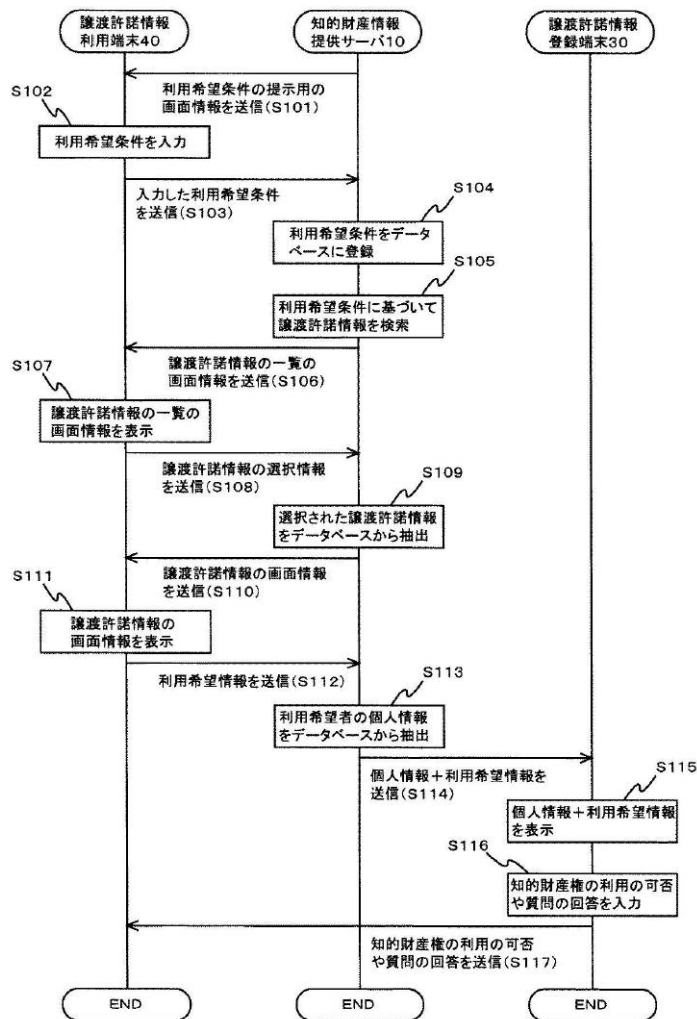 譲渡許諾情報
利用端末40
知的財産情報
提供サーバ10
譲渡許諾情報
登録端末30
利用希望条件の提示用の
画面情報を送信(S101)
S102
利用希望条件を入力
入力した利用希望条件
を送信(S103)
S104
利用希望条件をデータ
ベースに登録
S105
利用希望条件に基づいて
譲渡許諾情報を検索
譲渡許諾情報の一覧の
画面情報を送信(S106)
S107
譲渡許諾情報の一覧の
画面情報を表示
譲渡許諾情報の選択情報
を送信(S108)
S109
選択された譲渡許諾情報
をデータベースから抽出
譲渡許諾情報の画面情報
を送信(S110)
S111
譲渡許諾情報の
画面情報を表示
利用希望情報を送信(S112)
S113
利用希望者の個人情報
をデータベースから抽出
個人情報+利用希望情報を
送信(S114)
S115
個人情報+利用希望情報
を表示
S116
知的財産権の利用の可否
や質問の回答を入力
知的財産権の利用の可否
や質問の回答を送信(S117)
END
END
END